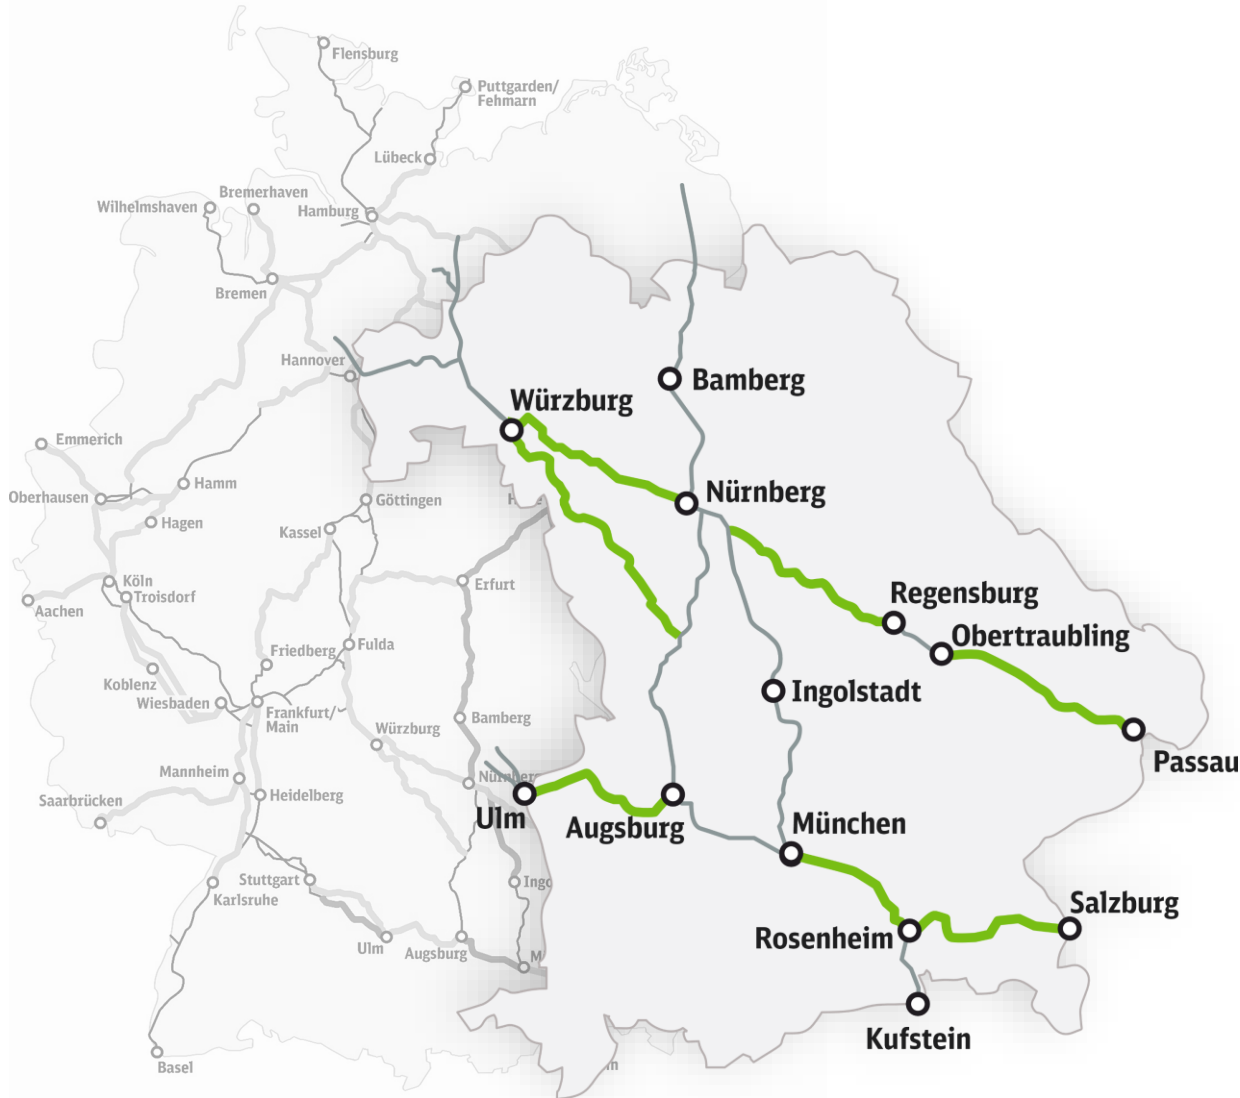 Flensburg
Puttgarden/
Fehmarn
Lübeck
Bremerhaven
Wilhelmshaven
Hamburg
Bremen
Hannover
Bamberg
Würzburg
Emmerich
Hamm
Oberhausen
Göttingen
Nürnberg
Hagen
Kassel
Köln
Troisdorf
Erfurt
Regensburg
Aachen
Obertraubling
Fulda
Friedberg
Koblenz
Wiesbaden
Ingolstadt
Frankfurt/
Main
Bamberg
Würzburg
Passau
Mannheim
Nürnberg
Heidelberg
Saarbrücken
Ulm
Augsburg
München
Stuttgart
Ingo
Karlsruhe
Salzburg
Rosenheim
Ulm
Augsburg
M
Kufstein
Basel